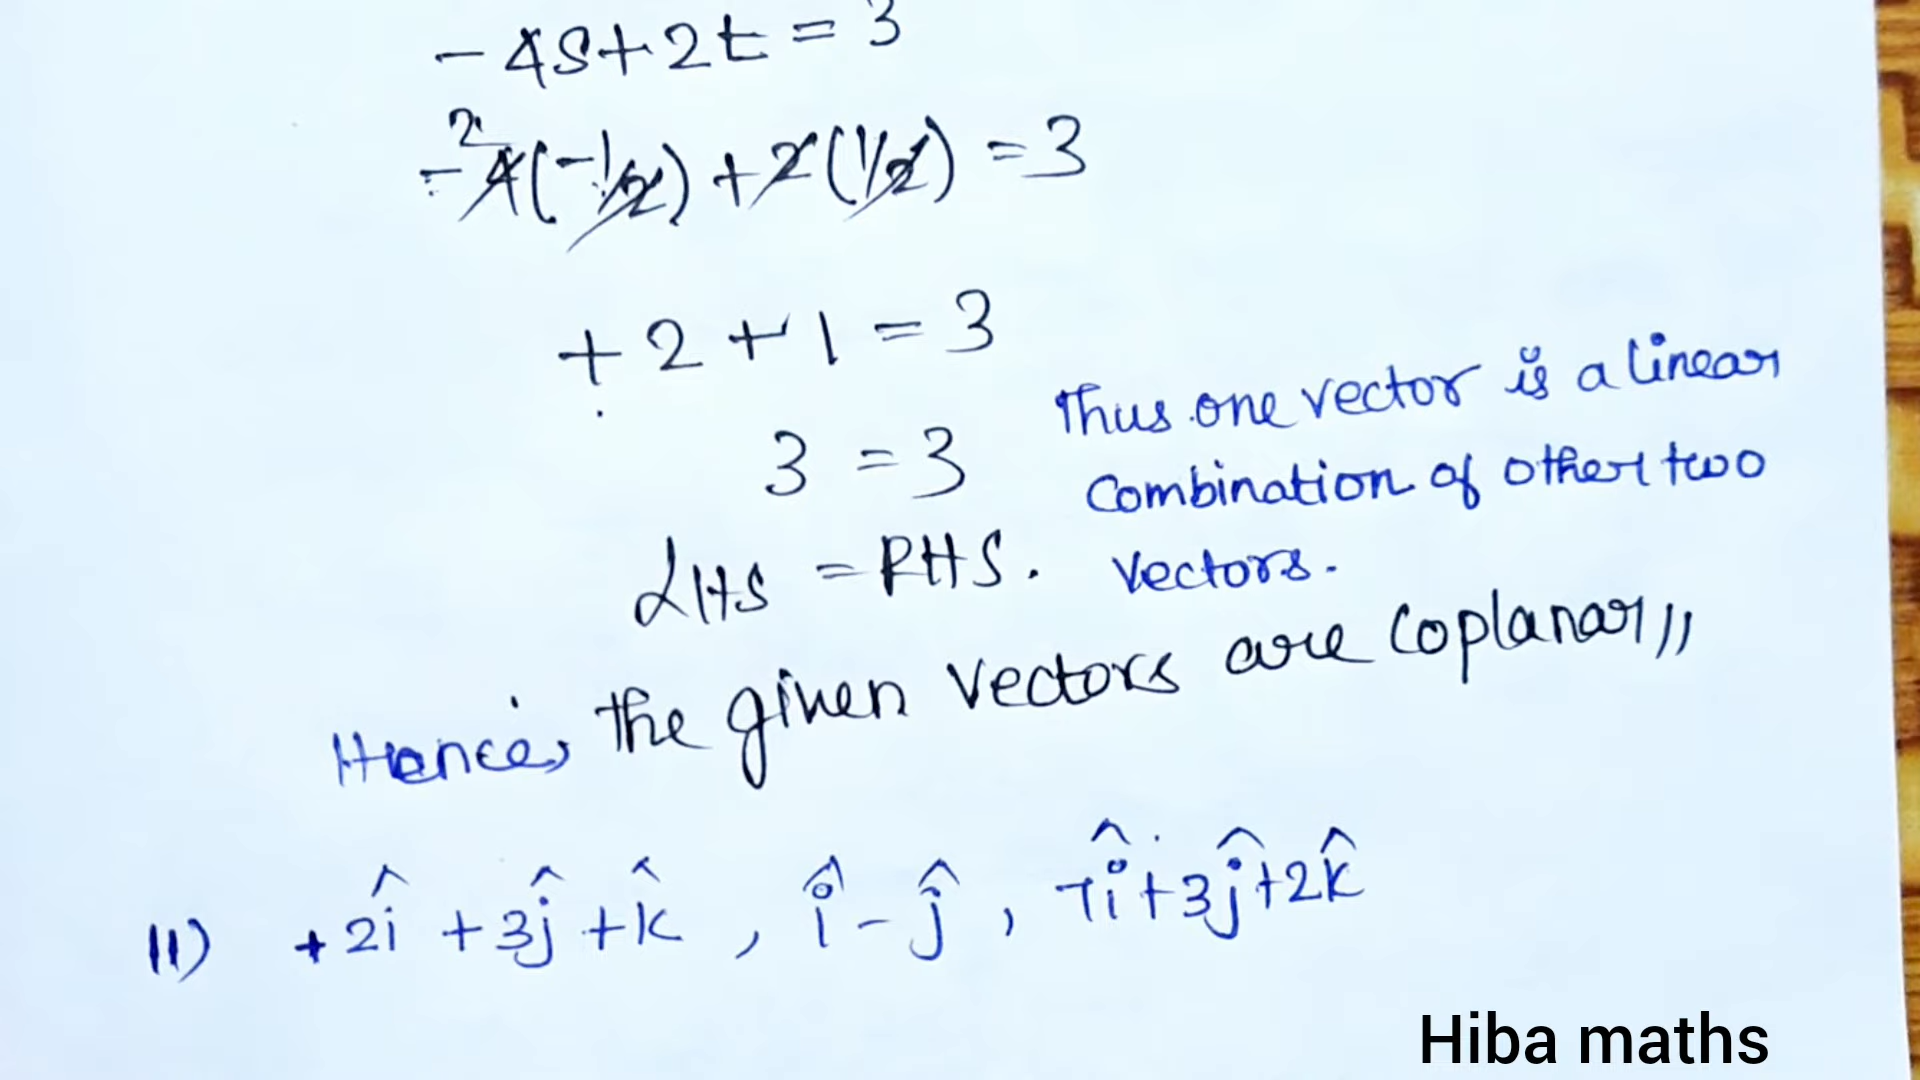 -4s+2t=3
-4(-1/2)+2(1/2)=3
2
+2+1=3
3=3
LHS=RHS.
Thus one vector is a linear
Combination of other two
vectors.
Hence, the given vectors are coplanar//
II) +2î+3ĵ+k̂, î-ĵ, 7î+3ĵ+2k̂
Hiba maths